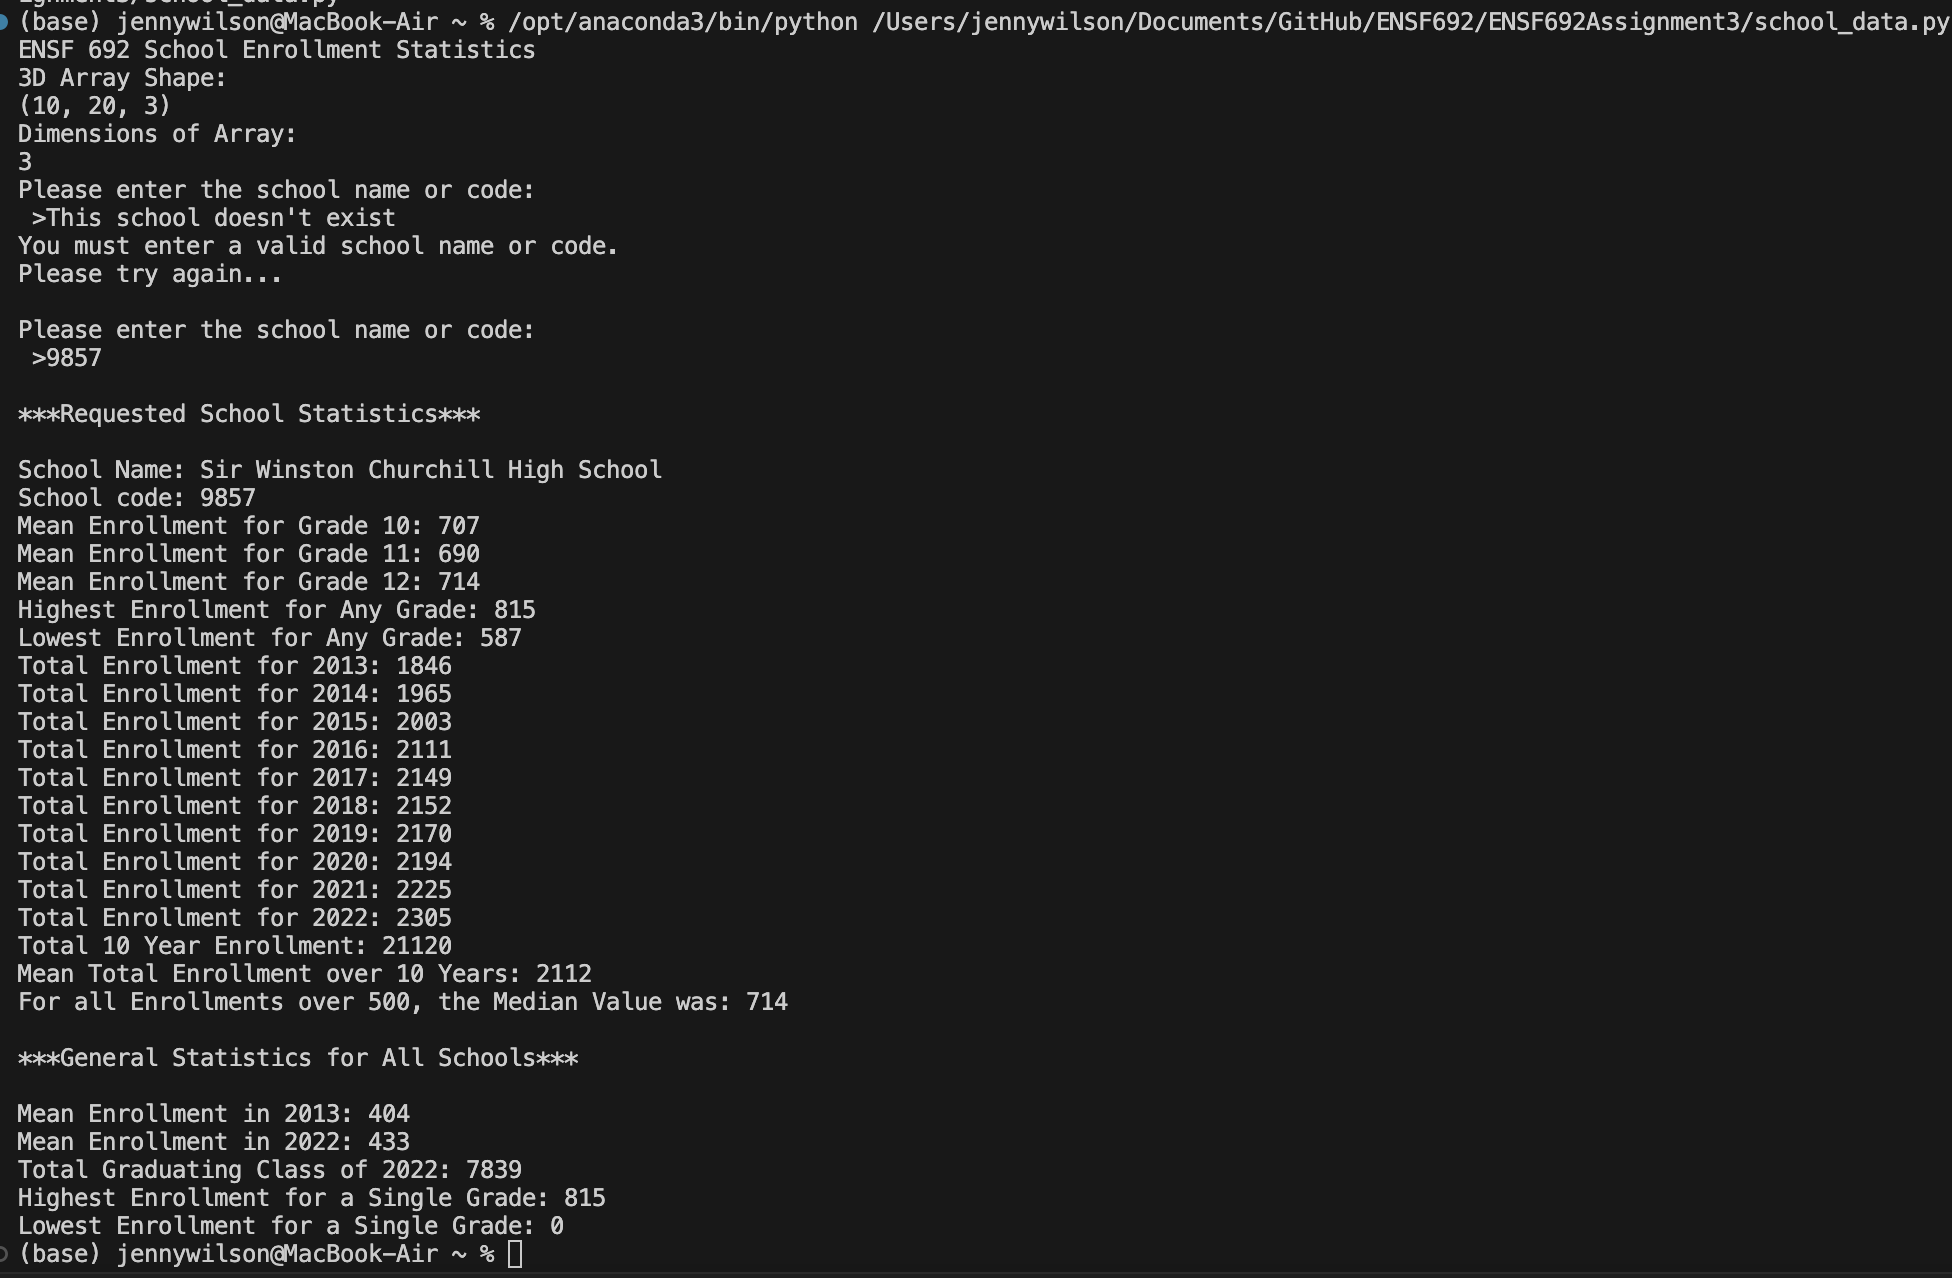 ignment3/school_data.py
(base) jennywilson@MacBook-Air ~ % /opt/anaconda3/bin/python /Users/jennywilson/Documents/GitHub/ENSF692/ENSF692Assignment3/school_data.py
ENSF 692 School Enrollment Statistics
3D Array Shape:
(10, 20, 3)
Dimensions of Array:
3
Please enter the school name or code:
 >This school doesn't exist
You must enter a valid school name or code.
Please try again...

Please enter the school name or code:
 >9857

***Requested School Statistics***

School Name: Sir Winston Churchill High School
School code: 9857
Mean Enrollment for Grade 10: 707
Mean Enrollment for Grade 11: 690
Mean Enrollment for Grade 12: 714
Highest Enrollment for Any Grade: 815
Lowest Enrollment for Any Grade: 587
Total Enrollment for 2013: 1846
Total Enrollment for 2014: 1965
Total Enrollment for 2015: 2003
Total Enrollment for 2016: 2111
Total Enrollment for 2017: 2149
Total Enrollment for 2018: 2152
Total Enrollment for 2019: 2170
Total Enrollment for 2020: 2194
Total Enrollment for 2021: 2225
Total Enrollment for 2022: 2305
Total 10 Year Enrollment: 21120
Mean Total Enrollment over 10 Years: 2112
For all Enrollments over 500, the Median Value was: 714

***General Statistics for All Schools***

Mean Enrollment in 2013: 404
Mean Enrollment in 2022: 433
Total Graduating Class of 2022: 7839
Highest Enrollment for a Single Grade: 815
Lowest Enrollment for a Single Grade: 0
(base) jennywilson@MacBook-Air ~ %